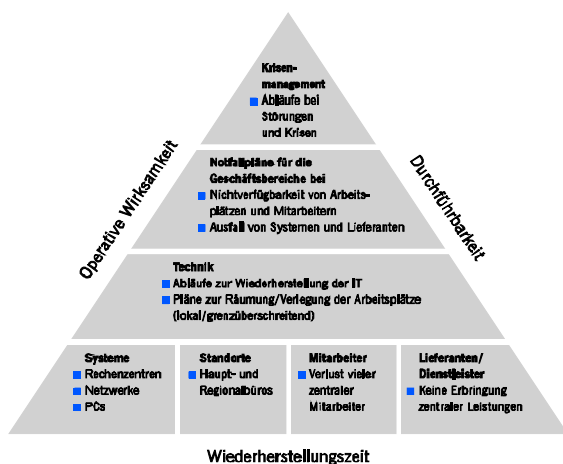 Krisen-
management
Abläufe bei
Störungen
und Krisen
Operative Wirksamkeit
Durchführbarkeit
Notfallpläne für die
Geschäftsbereiche bei
Nichtverfügbarkeit von Arbeits-
plätzen und Mitarbeitern
Ausfall von Systemen und Lieferanten
Technik
Abläufe zur Wiederherstellung der IT
Pläne zur Räumung/Verlegung der Arbeitsplätze
(lokal/grenzüberschreitend)
Systeme
Rechenzentren
Netzwerke
PCs
Standorte
Haupt- und
Regionalbüros
Mitarbeiter
Verlust vieler
zentraler
Mitarbeiter
Lieferanten/
Dienstleister
Keine Erbringung
zentraler Leistungen
Wiederherstellungszeit